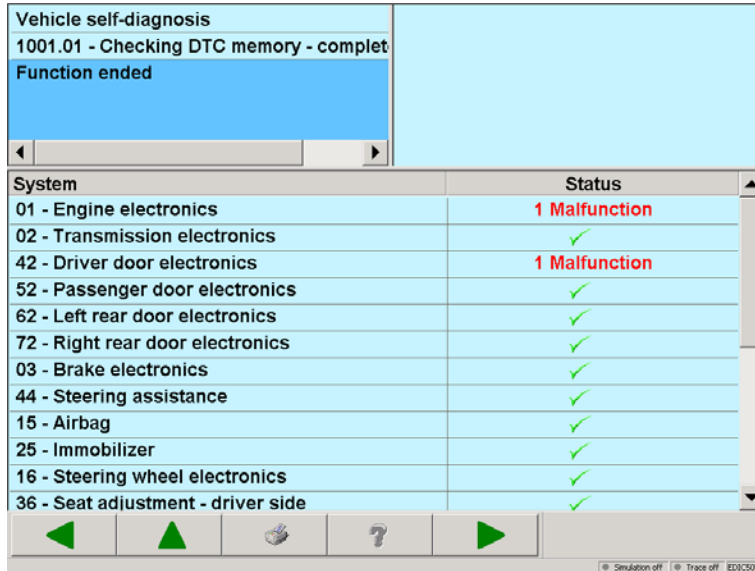 Vehicle self-diagnosis
1001.01 - Checking DTC memory - complet
Function ended
System Status
01 - Engine electronics 1 Malfunction
02 - Transmission electronics
42 - Driver door electronics 1 Malfunction
52 - Passenger door electronics
62 - Left rear door electronics
72 - Right rear door electronics
03 - Brake electronics
44 - Steering assistance
15 - Airbag
25 - Immobilizer
16 - Steering wheel electronics
36 - Seat adjustment - driver side
?
Simulation off Trace off